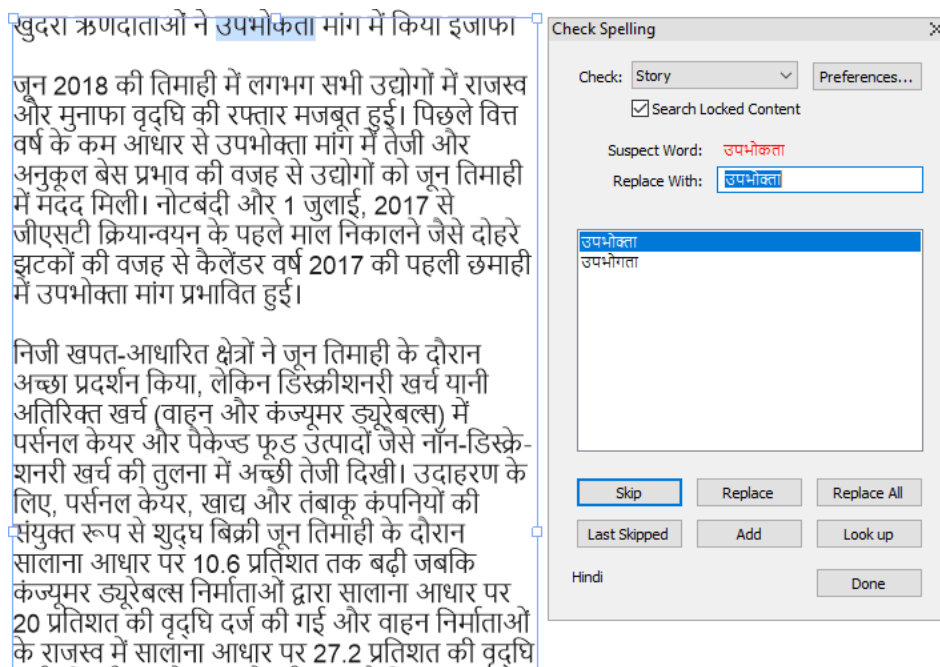 खुदरा ऋणदाताओं ने उपभोकता मांग में किया इजाफा
जून 2018 की तिमाही में लगभग सभी उद्योगों में राजस्व
और मुनाफा वृद्धि की रफ्तार मजबूत हुई। पिछले वित्त
वर्ष के कम आधार से उपभोक्ता मांग में तेजी और
अनुकूल बेस प्रभाव की वजह से उद्योगों को जून तिमाही
में मदद मिली। नोटबंदी और 1 जुलाई, 2017 से
जीएसटी क्रियान्वयन के पहले माल निकालने जैसे दोहरे
झटकों की वजह से कैलेंडर वर्ष 2017 की पहली छमाही
में उपभोक्ता मांग प्रभावित हुई।
निजी खपत-आधारित क्षेत्रों ने जून तिमाही के दौरान
अच्छा प्रदर्शन किया, लेकिन डिस्क्रीशनरी खर्च यानी
अतिरिक्त खर्च (वाहन और कंज्यूमर ड्यूरेबल्स) में
पर्सनल केयर और पैकेज्ड फूड उत्पादों जैसे नॉन-डिस्क्रे-
शनरी खर्च की तुलना में अच्छी तेजी दिखी। उदाहरण के
लिए, पर्सनल केयर, खाद्य और तंबाकू कंपनियों की
संयुक्त रूप से शुद्घ बिक्री जून तिमाही के दौरान
सालाना आधार पर 10.6 प्रतिशत तक बढ़ी जबकि
कंज्यूमर ड्यूरेबल्स निर्माताओं द्वारा सालाना आधार पर
20 प्रतिशत की वृद्घि दर्ज की गई और वाहन निर्माताओं
के राजस्व में सालाना आधार पर 27.2 प्रतिशत की वृद्घि
Check Spelling
Check: Story Preferences...
Search Locked Content
Suspect Word: उपभोकता
Replace With: उपभोक्ता
उपभोक्ता
उपभोगता
Skip Replace Replace All
Last Skipped Add Look up
Hindi Done